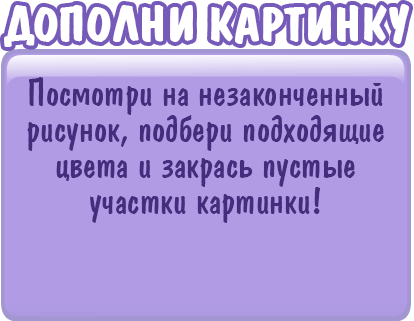 ДОПОЛНИ КАРТИНКУ
Посмотри на незаконченный
рисунок, подбери подходящие
цвета и закрась пустые
участки картинки!